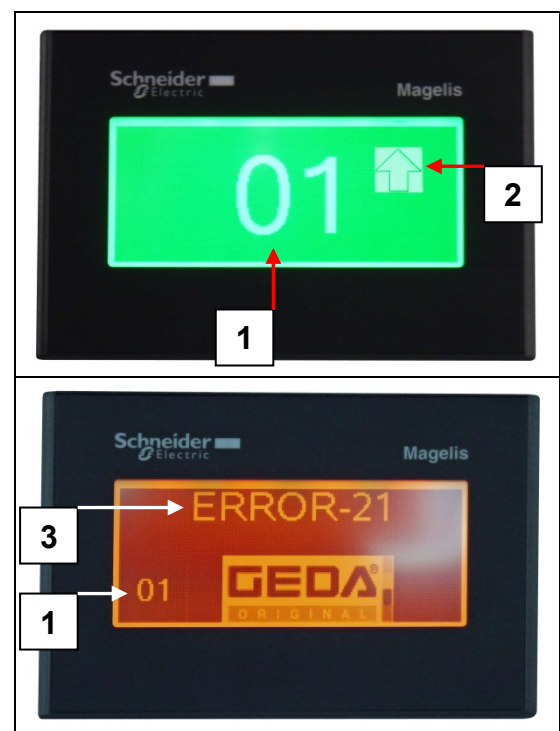 Schneider
Electric
Magelis
01
2
1
Schneider
Electric
Magelis
ERROR-21
3
01
GEDA®
ORIGINAL
1